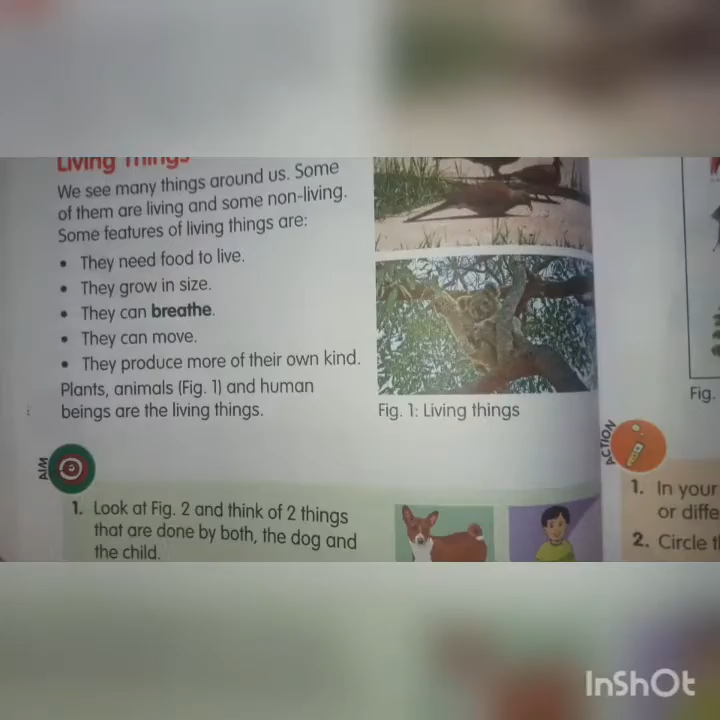 Living Things
We see many things around us. Some
of them are living and some non-living.
Some features of living things are:
• They need food to live.
• They grow in size.
• They can breathe.
• They can move.
• They produce more of their own kind.
Plants, animals (Fig. 1) and human
beings are the living things.
Fig. 1: Living things
AIM
1. Look at Fig. 2 and think of 2 things
that are done by both, the dog and
the child.
Fig.
ACTION
1. In your
or diffe
2. Circle
InShOt